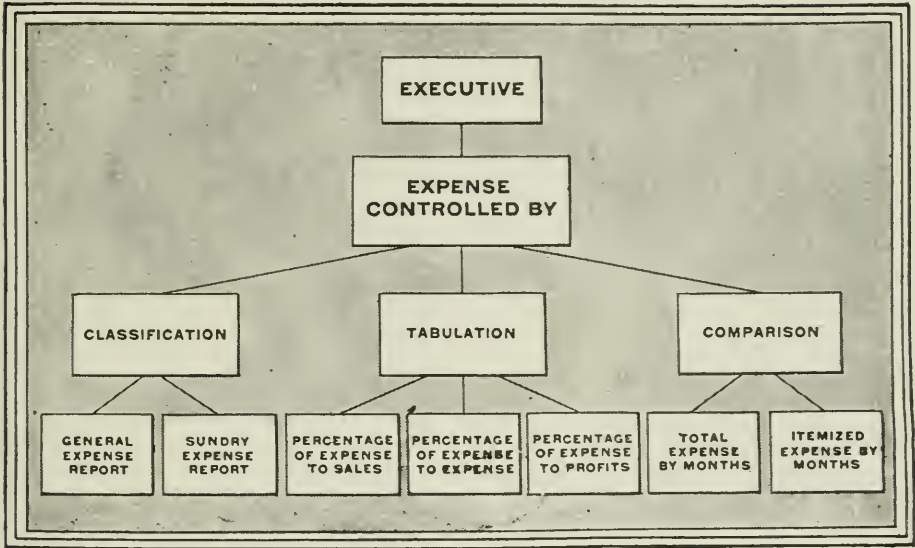 EXECUTIVE
EXPENSE
CONTROLLED BY
CLASSIFICATION
TABULATION
COMPARISON
GENERAL
EXPENSE
REPORT
SUNDRY
EXPENSE
REPORT
PERCENTAGE
OF EXPENSE
TO SALES
PERCENTAGE
OF EXPENSE
TO EXPENSE
PERCENTAGE
OF EXPENSE
TO PROFITS
TOTAL
EXPENSE
BY MONTHS
ITEMIZED
EXPENSE BY
MONTHS